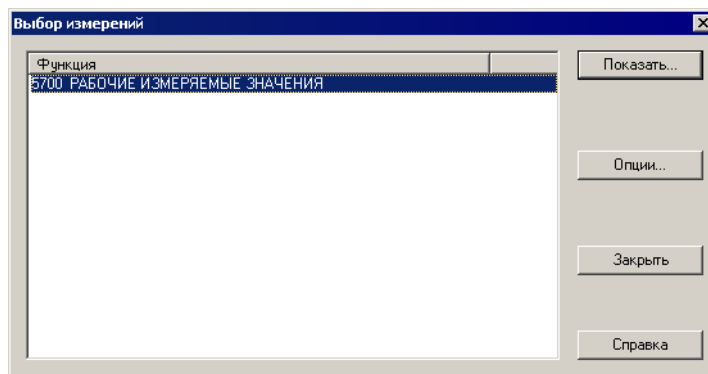 Выбор измерений
Функция
5700 РАБОЧИЕ ИЗМЕРЯЕМЫЕ ЗНАЧЕНИЯ
Показать...
Опции...
Закрыть
Справка